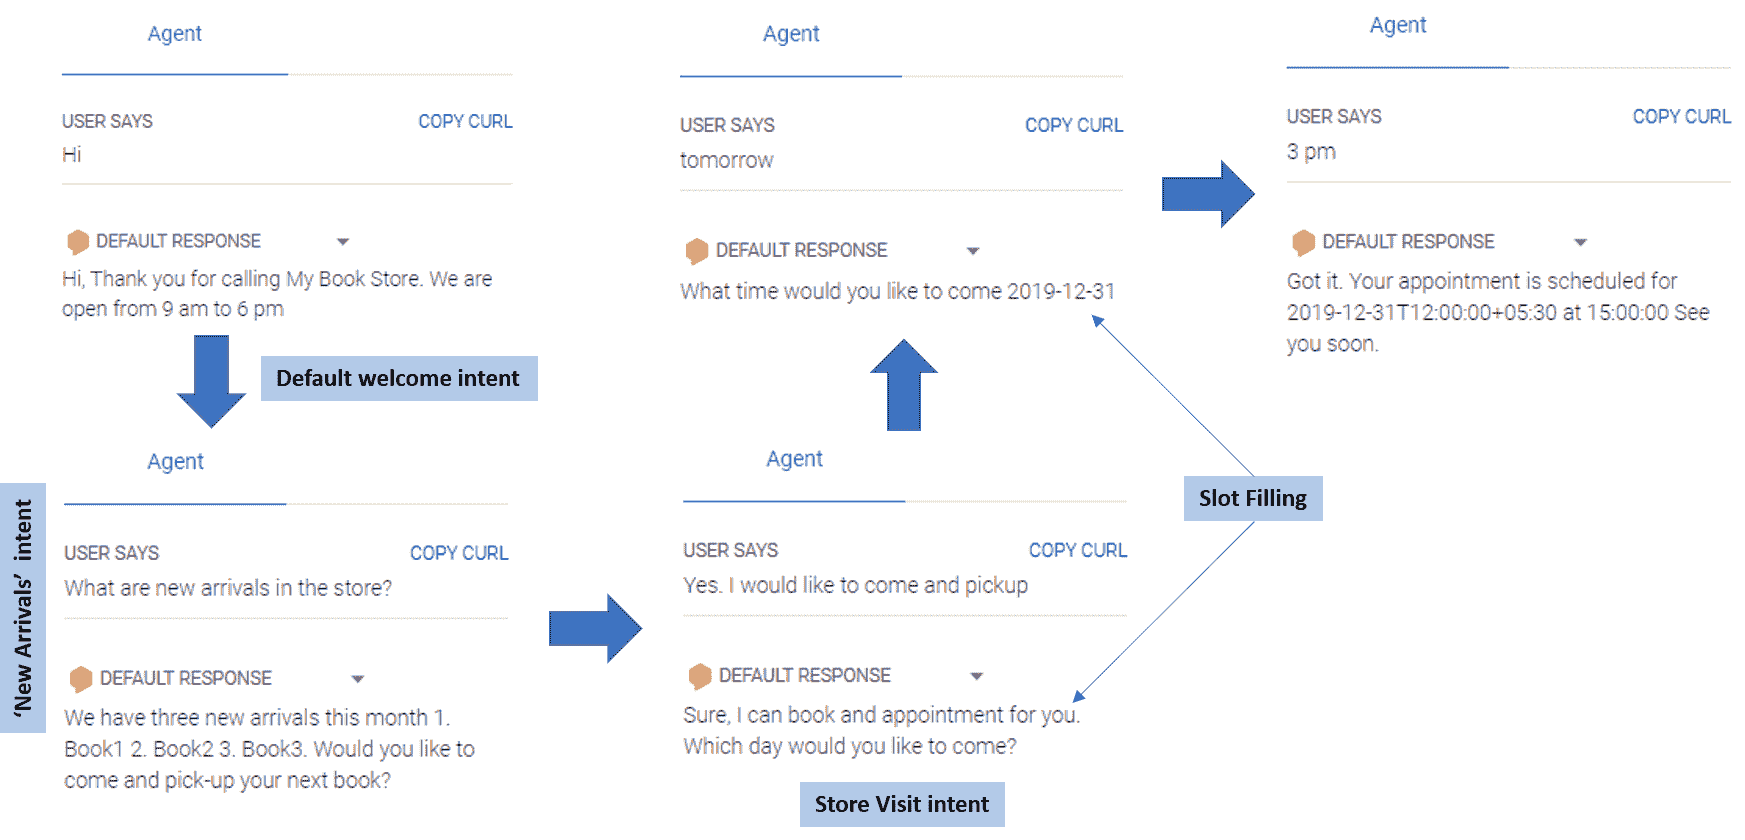 Agent
USER SAYS
COPY CURL
Hi
DEFAULT RESPONSE
Hi, Thank you for calling My Book Store. We are
open from 9 am to 6 pm
Default welcome intent
'New Arrivals' intent
Agent
USER SAYS
COPY CURL
What are new arrivals in the store?
DEFAULT RESPONSE
We have three new arrivals this month 1.
Book1 2. Book2 3. Book3. Would you like to
come and pick-up your next book?
Agent
USER SAYS
COPY CURL
Yes. I would like to come and pickup
DEFAULT RESPONSE
Sure, I can book and appointment for you.
Which day would you like to come?
Store Visit intent
Slot Filling
Agent
USER SAYS
COPY CURL
tomorrow
DEFAULT RESPONSE
What time would you like to come 2019-12-31
Agent
USER SAYS
COPY CURL
3 pm
DEFAULT RESPONSE
Got it. Your appointment is scheduled for
2019-12-31T12:00:00+05:30 at 15:00:00 See
you soon.